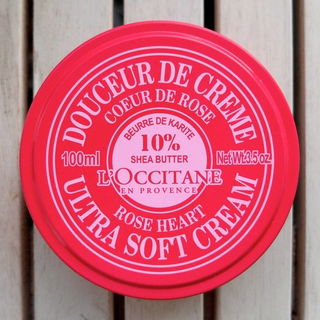 DOUCEUR DE CREME
COEUR DE ROSE
BEURRE DE KARITE
10%
SHEA BUTTER
100ml
Net Wt.3.5 oz
L'OCCITANE
EN PROVENCE
ROSE HEART
ULTRA SOFT CREAM